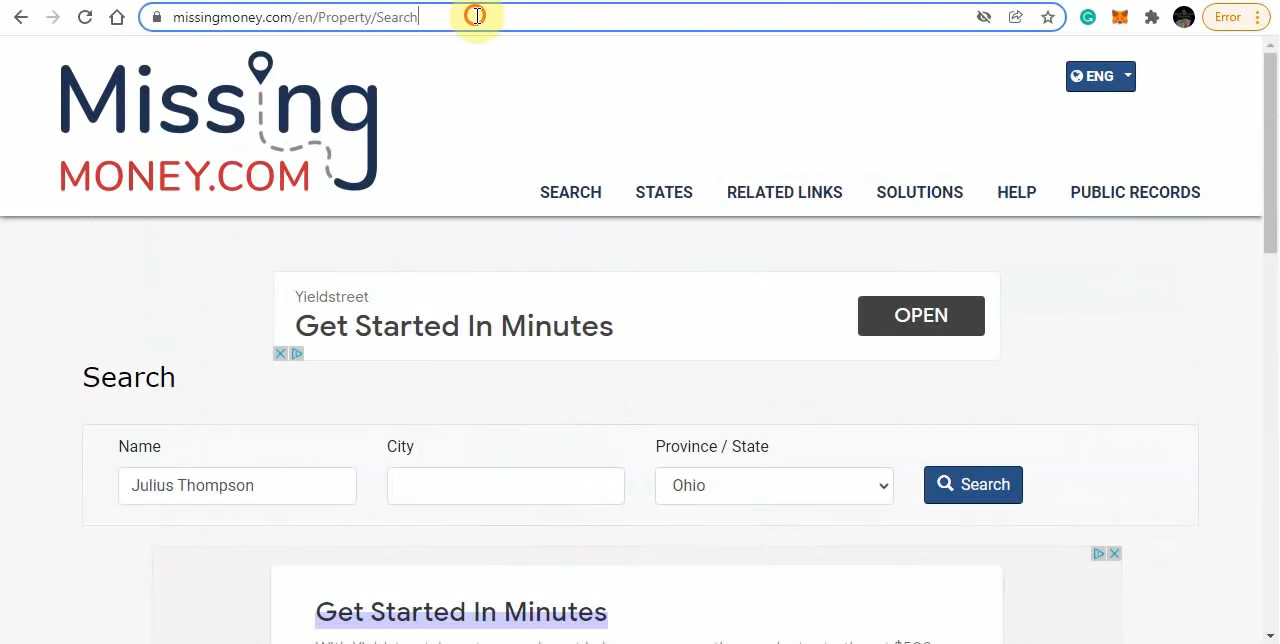 missingmoney.com/en/Property/Search
Error
Missing
MONEY.COM
ENG
SEARCH STATES RELATED LINKS SOLUTIONS HELP PUBLIC RECORDS
Yieldstreet
Get Started In Minutes
OPEN
Search
Name City Province / State
Julius Thompson Ohio Search
Get Started In Minutes